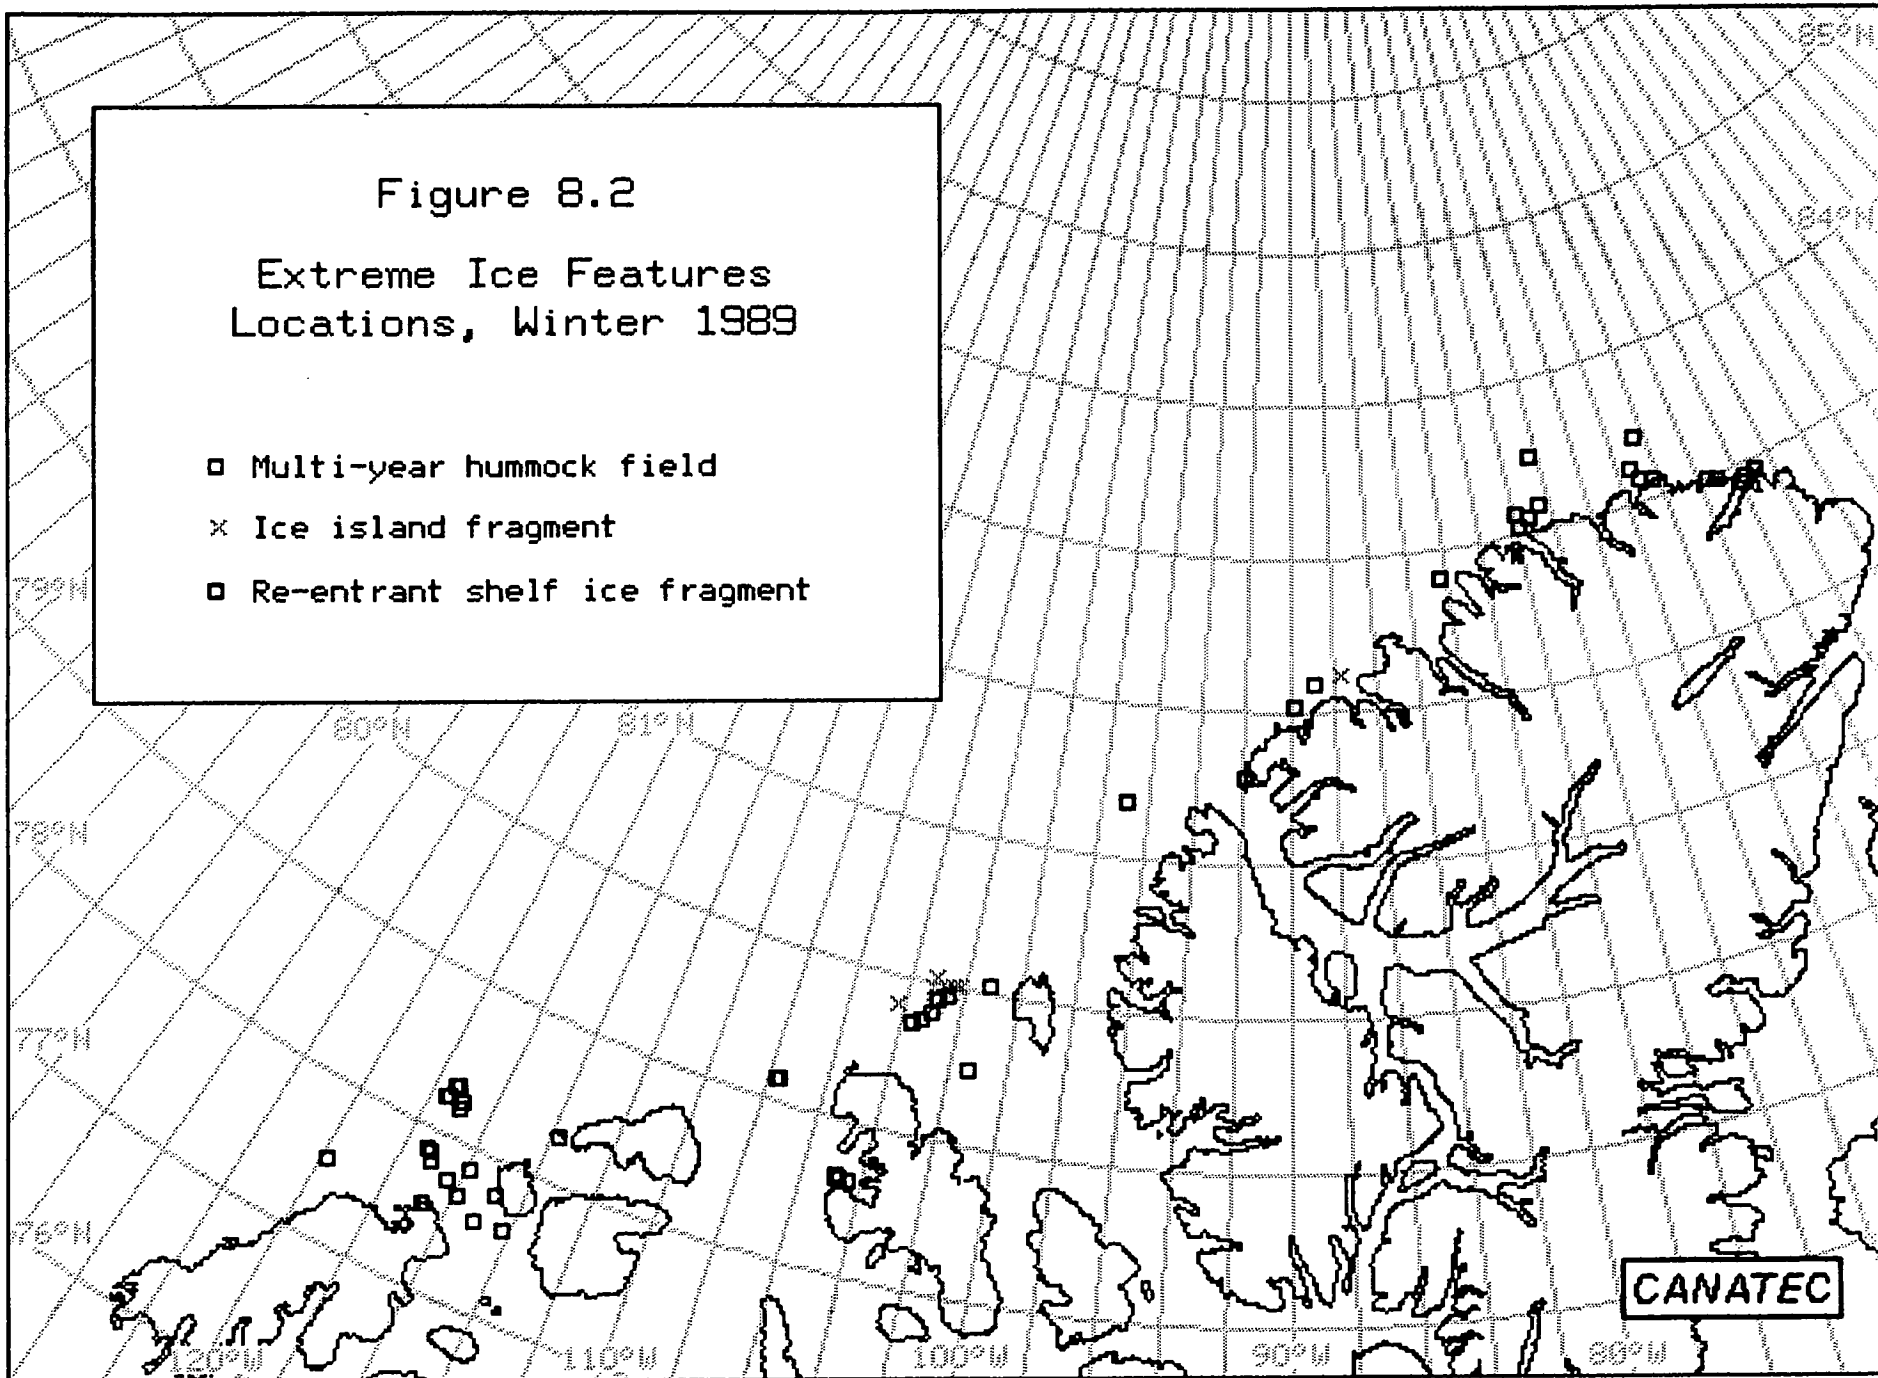 85°N
Figure 8.2
84°N
Extreme Ice Features
Locations, Winter 1989
□ Multi-year hummock field
× Ice island fragment
□ Re-entrant shelf ice fragment
79°N
80°N
81°N
78°N
77°N
76°N
CANATEC
120°W
110°W
100°W
90°W
80°W